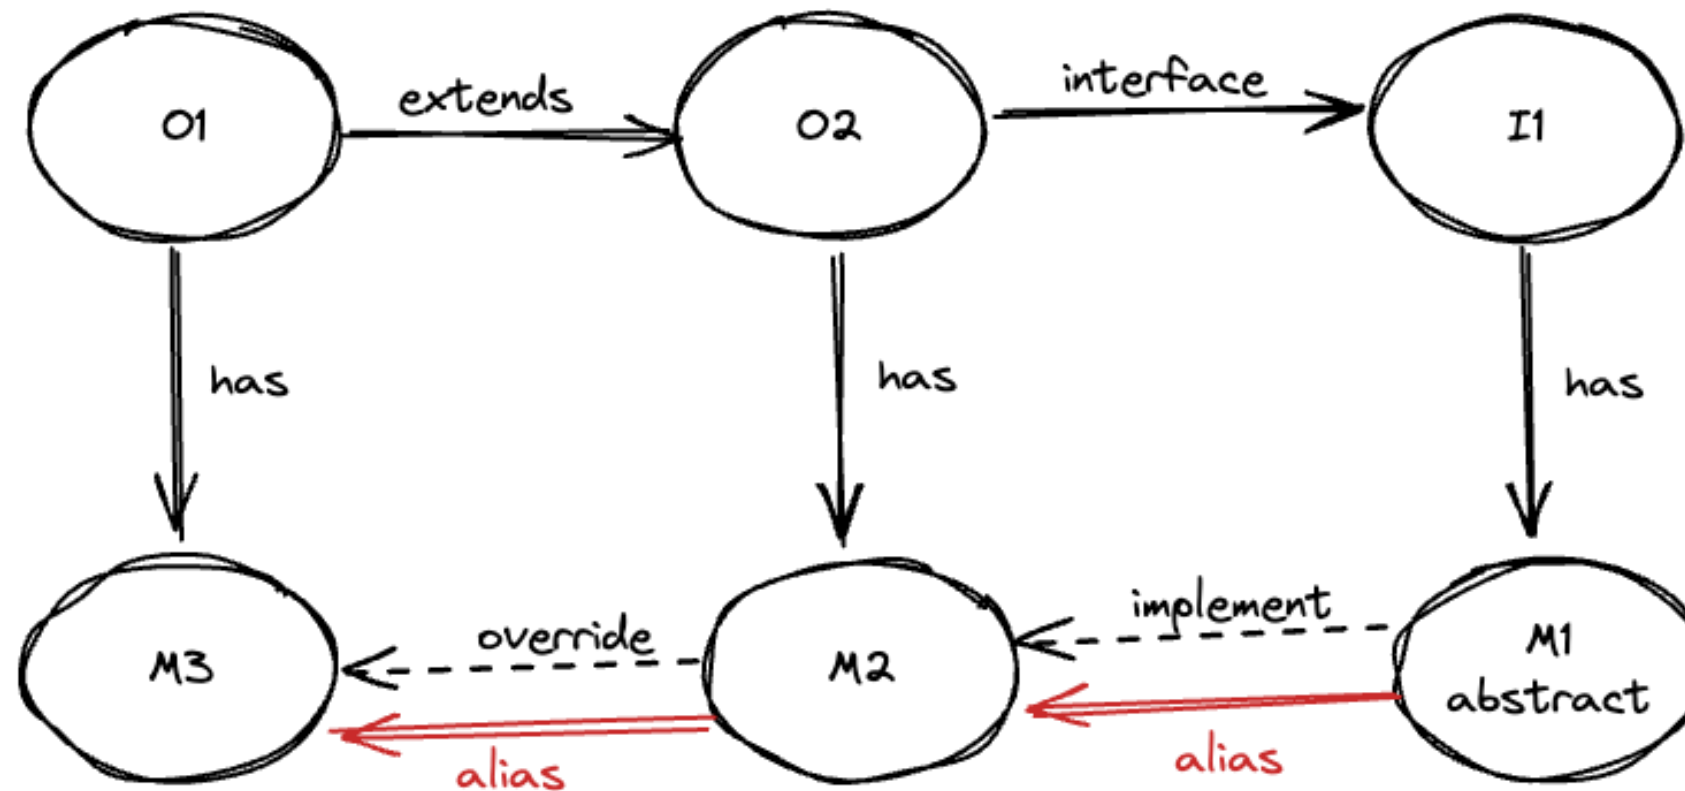 O1
extends
O2
interface
I1
has
has
has
M3
override
M2
implement
M1
abstract
alias
alias